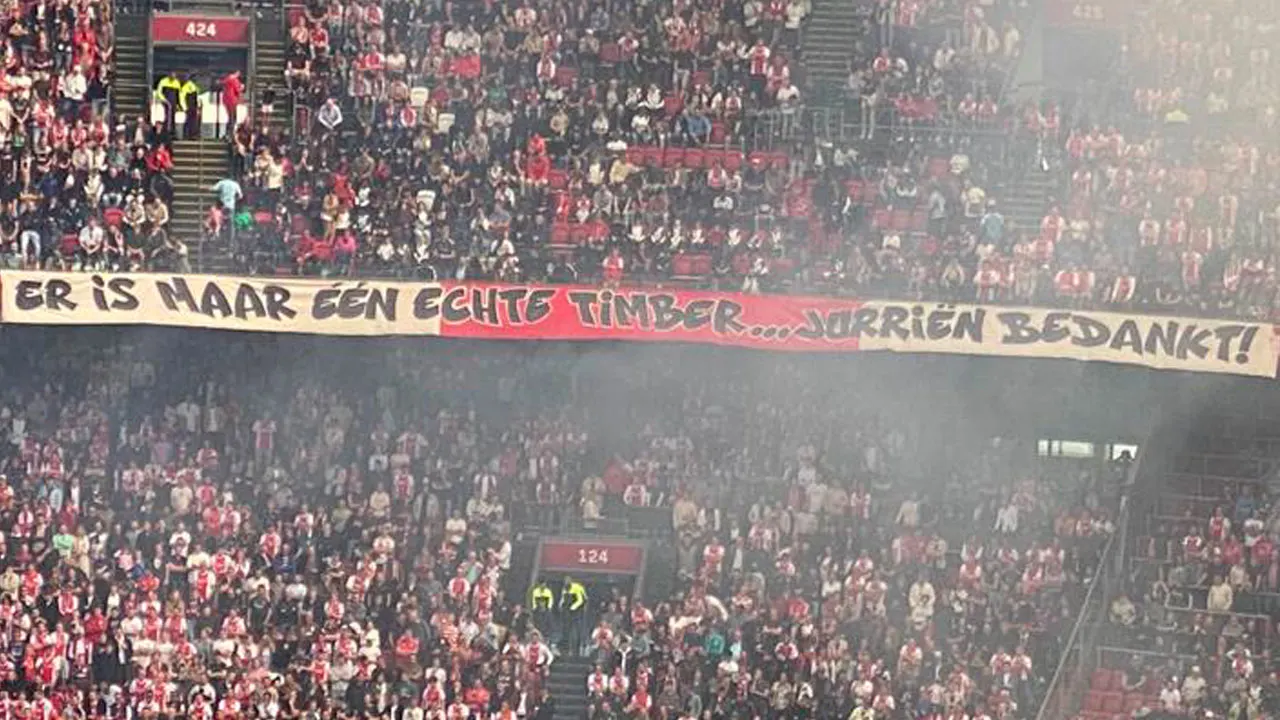 424
ER iS MAAR ÉÉN ECHTE TiMBER...JURRiËN BEDANKT!
124